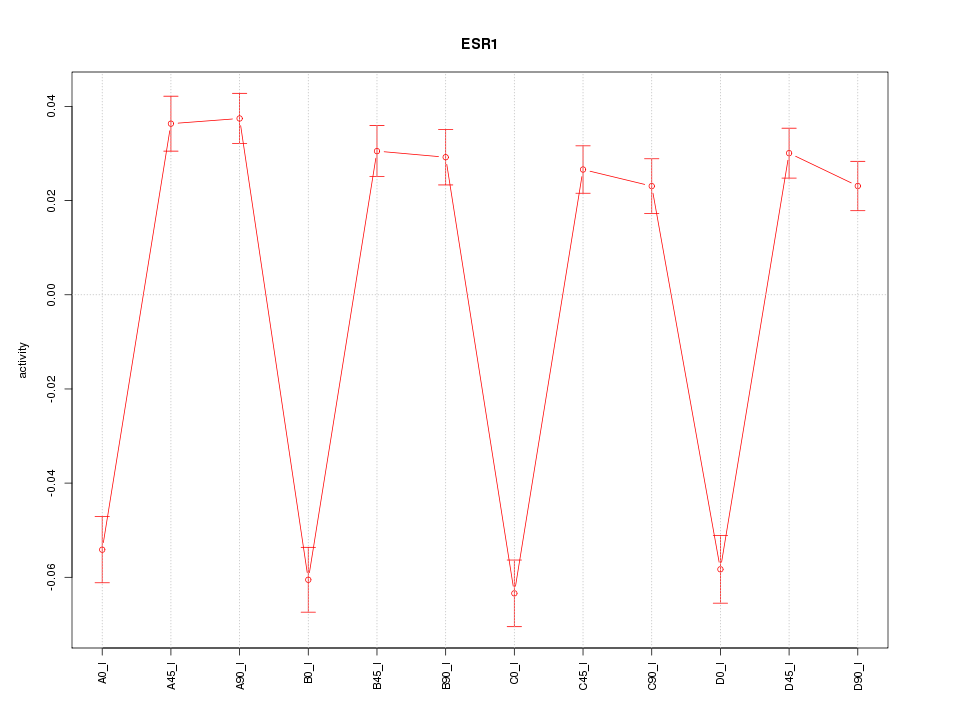 ESR1
activity
0.04
0.02
0.00
-0.02
-0.04
-0.06
A0_I
A45_I
A90_I
B0_I
B45_I
B90_I
C0_I
C45_I
C90_I
D0_I
D45_I
D90_I